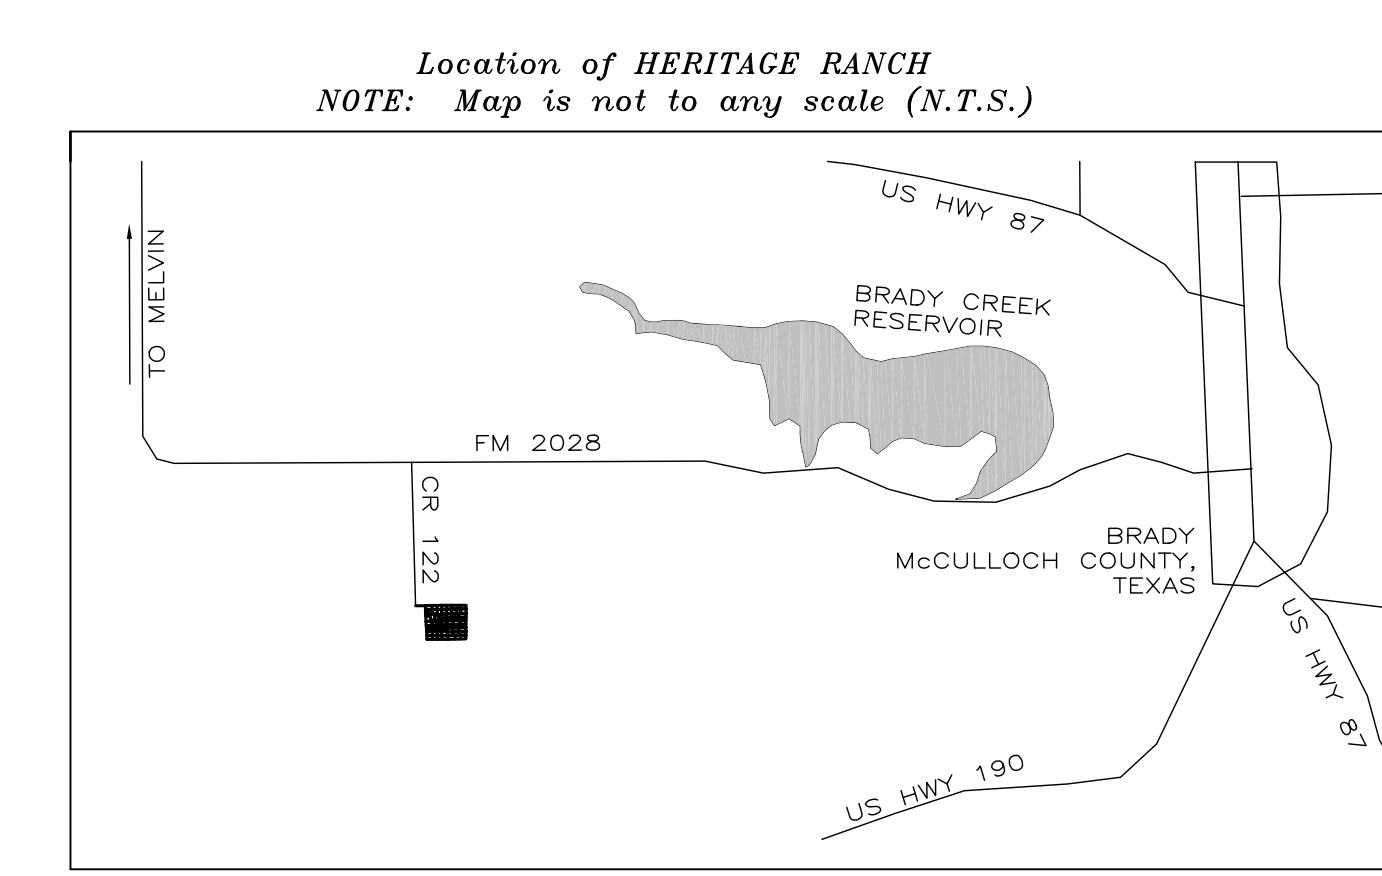 Location of HERITAGE RANCH
NOTE: Map is not to any scale (N.T.S.)
US HWY 87
TO MELVIN
BRADY CREEK
RESERVOIR
FM 2028
CR 122
BRADY
McCULLOCH COUNTY,
TEXAS
US HWY 87
US HWY 190